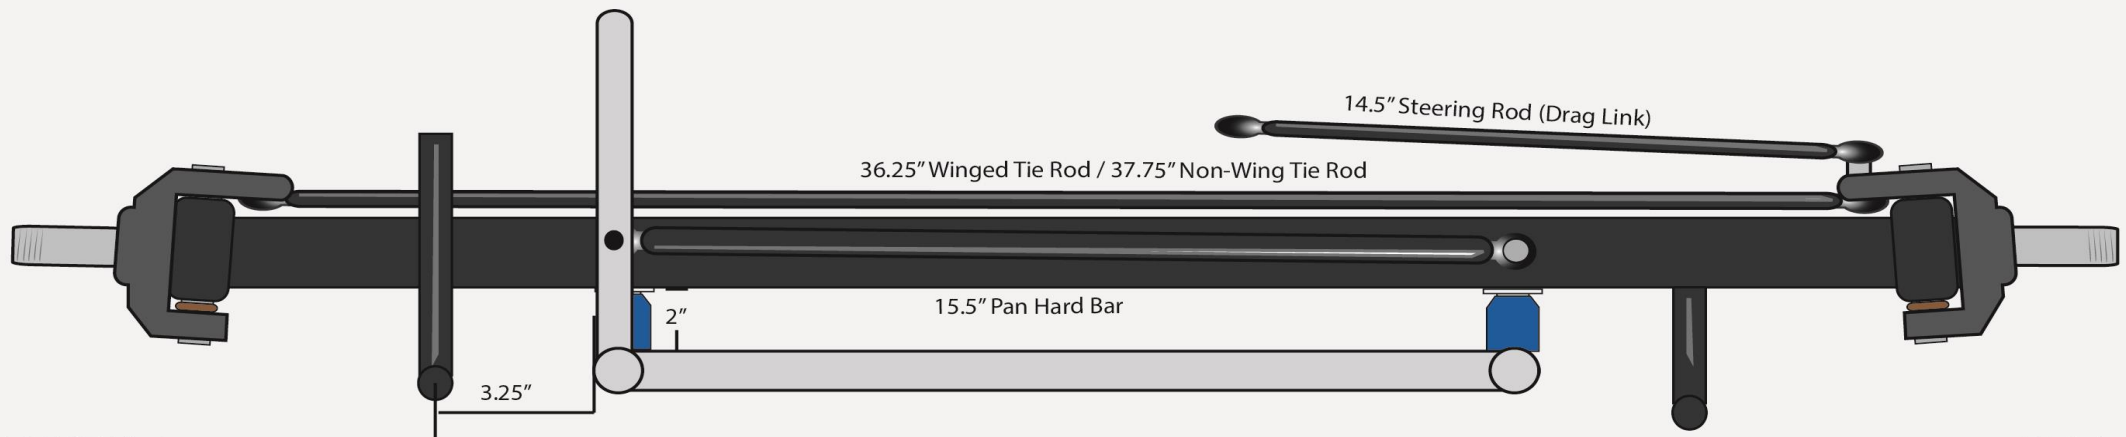 14.5" Steering Rod (Drag Link)
36.25" Winged Tie Rod / 37.75" Non-Wing Tie Rod
15.5" Pan Hard Bar
2"
3.25"